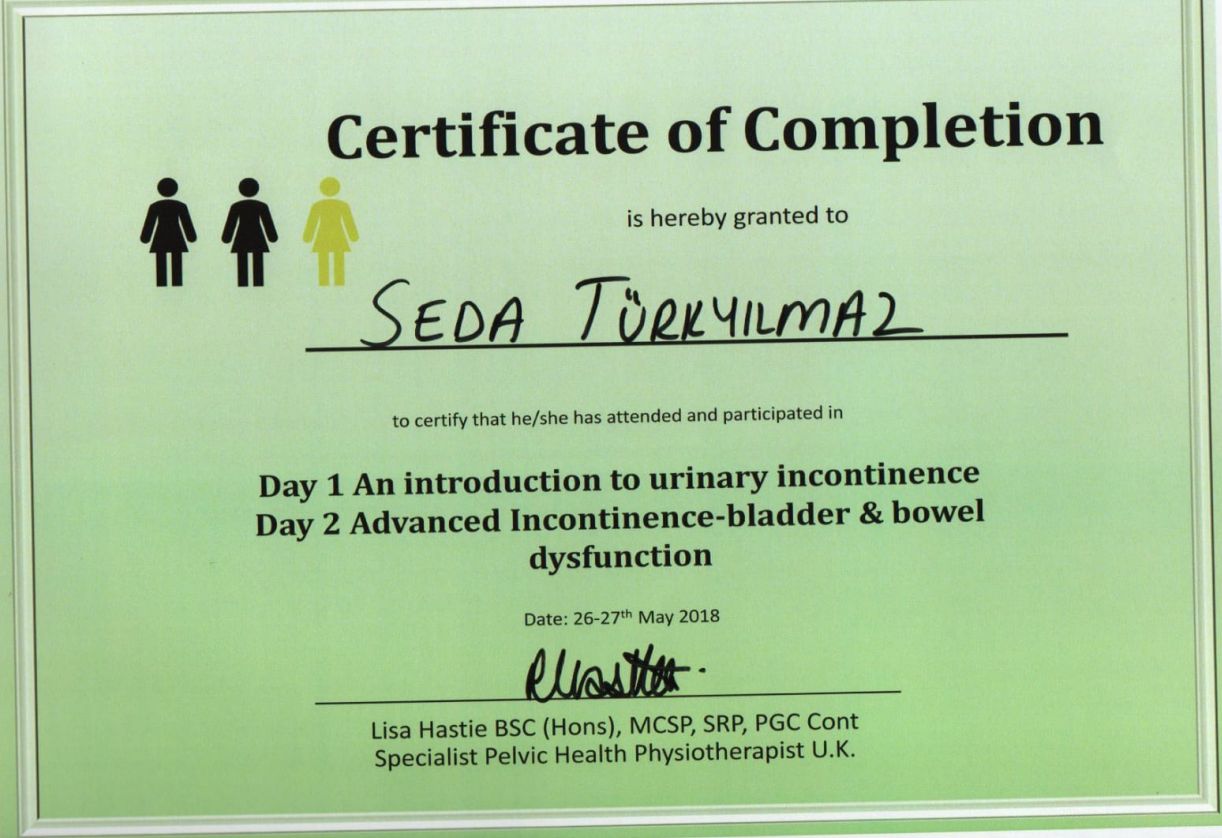 Certificate of Completion
is hereby granted to
SEDA TÜRKYILMAZ
to certify that he/she has attended and participated in
Day 1 An introduction to urinary incontinence
Day 2 Advanced Incontinence-bladder & bowel
dysfunction
Date: 26-27th May 2018
Lisa Hastie BSC (Hons), MCSP, SRP, PGC Cont
Specialist Pelvic Health Physiotherapist U.K.